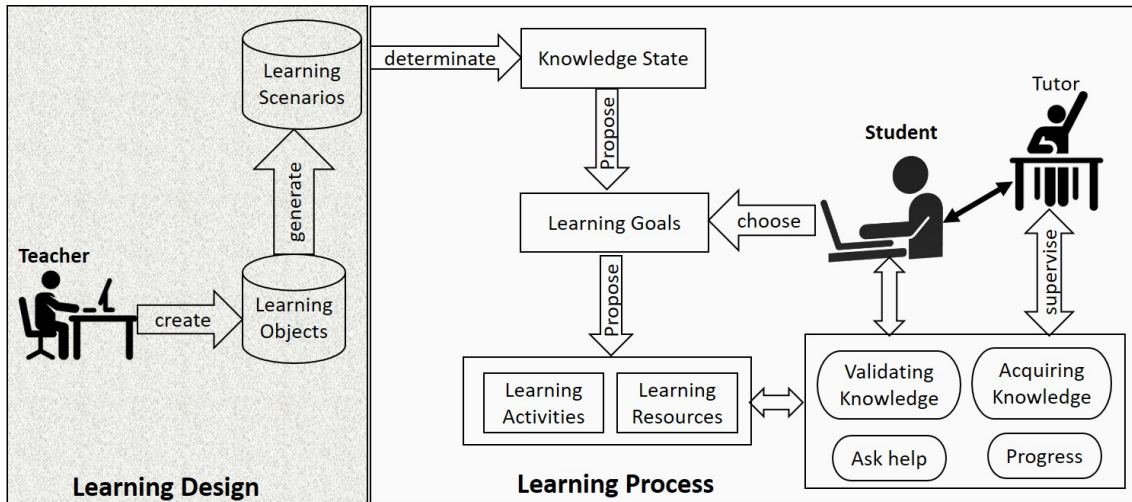 Learning
Scenarios
generate
Teacher
create
Learning
Objects
Learning Design
determinate
Knowledge State
Propose
Tutor
Student
Learning Goals
choose
Propose
supervise
Learning
Activities
Learning
Resources
Validating
Knowledge
Acquiring
Knowledge
Ask help
Progress
Learning Process